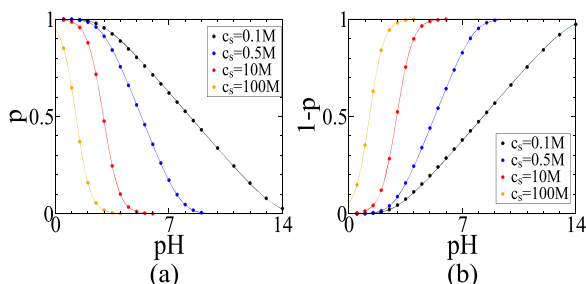 1
0.5
0
0
7
14
p
pH
c_s=0.1M
c_s=0.5M
c_s=10M
c_s=100M
(a)
1
0.5
0
0
7
14
1-p
pH
c_s=0.1M
c_s=0.5M
c_s=10M
c_s=100M
(b)